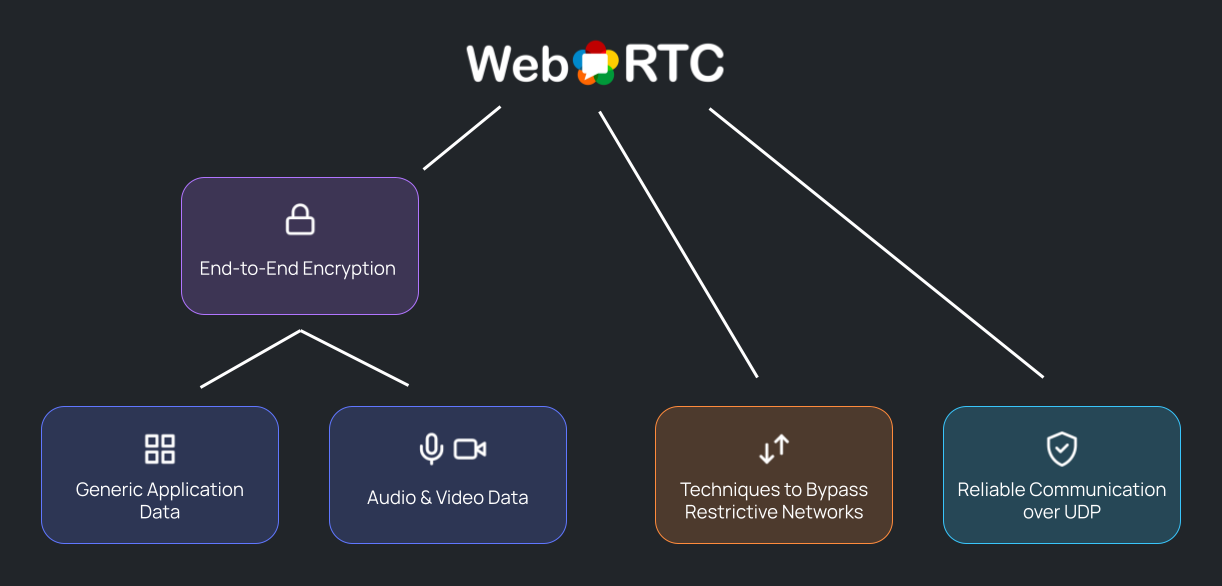 WebRTC
End-to-End Encryption
Generic Application
Data
Audio & Video Data
Techniques to Bypass
Restrictive Networks
Reliable Communication
over UDP